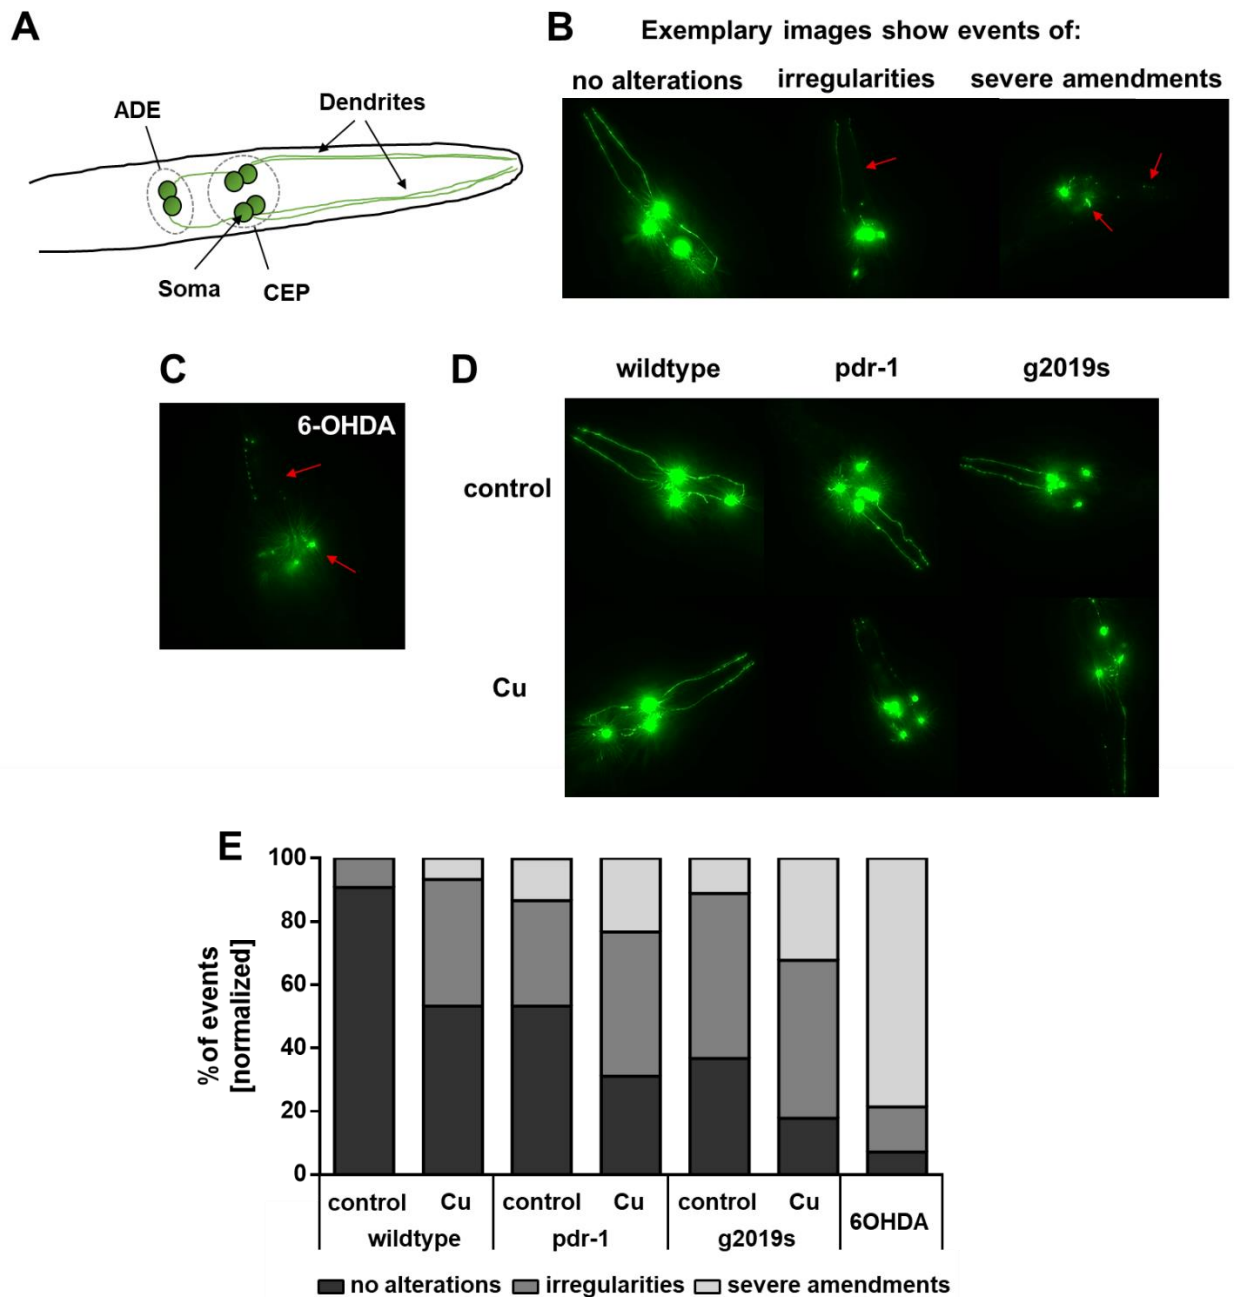 A
ADE
Dendrites
Soma
CEP
B
Exemplary images show events of:
no alterations
irregularities
severe amendments
C
6-OHDA
D
wildtype
pdr-1
g2019s
control
Cu
E
% of events
[normalized]
100
80
60
40
20
0
control
Cu
control
Cu
control
Cu
6OHDA
wildtype
pdr-1
g2019s
no alterations
irregularities
severe amendments